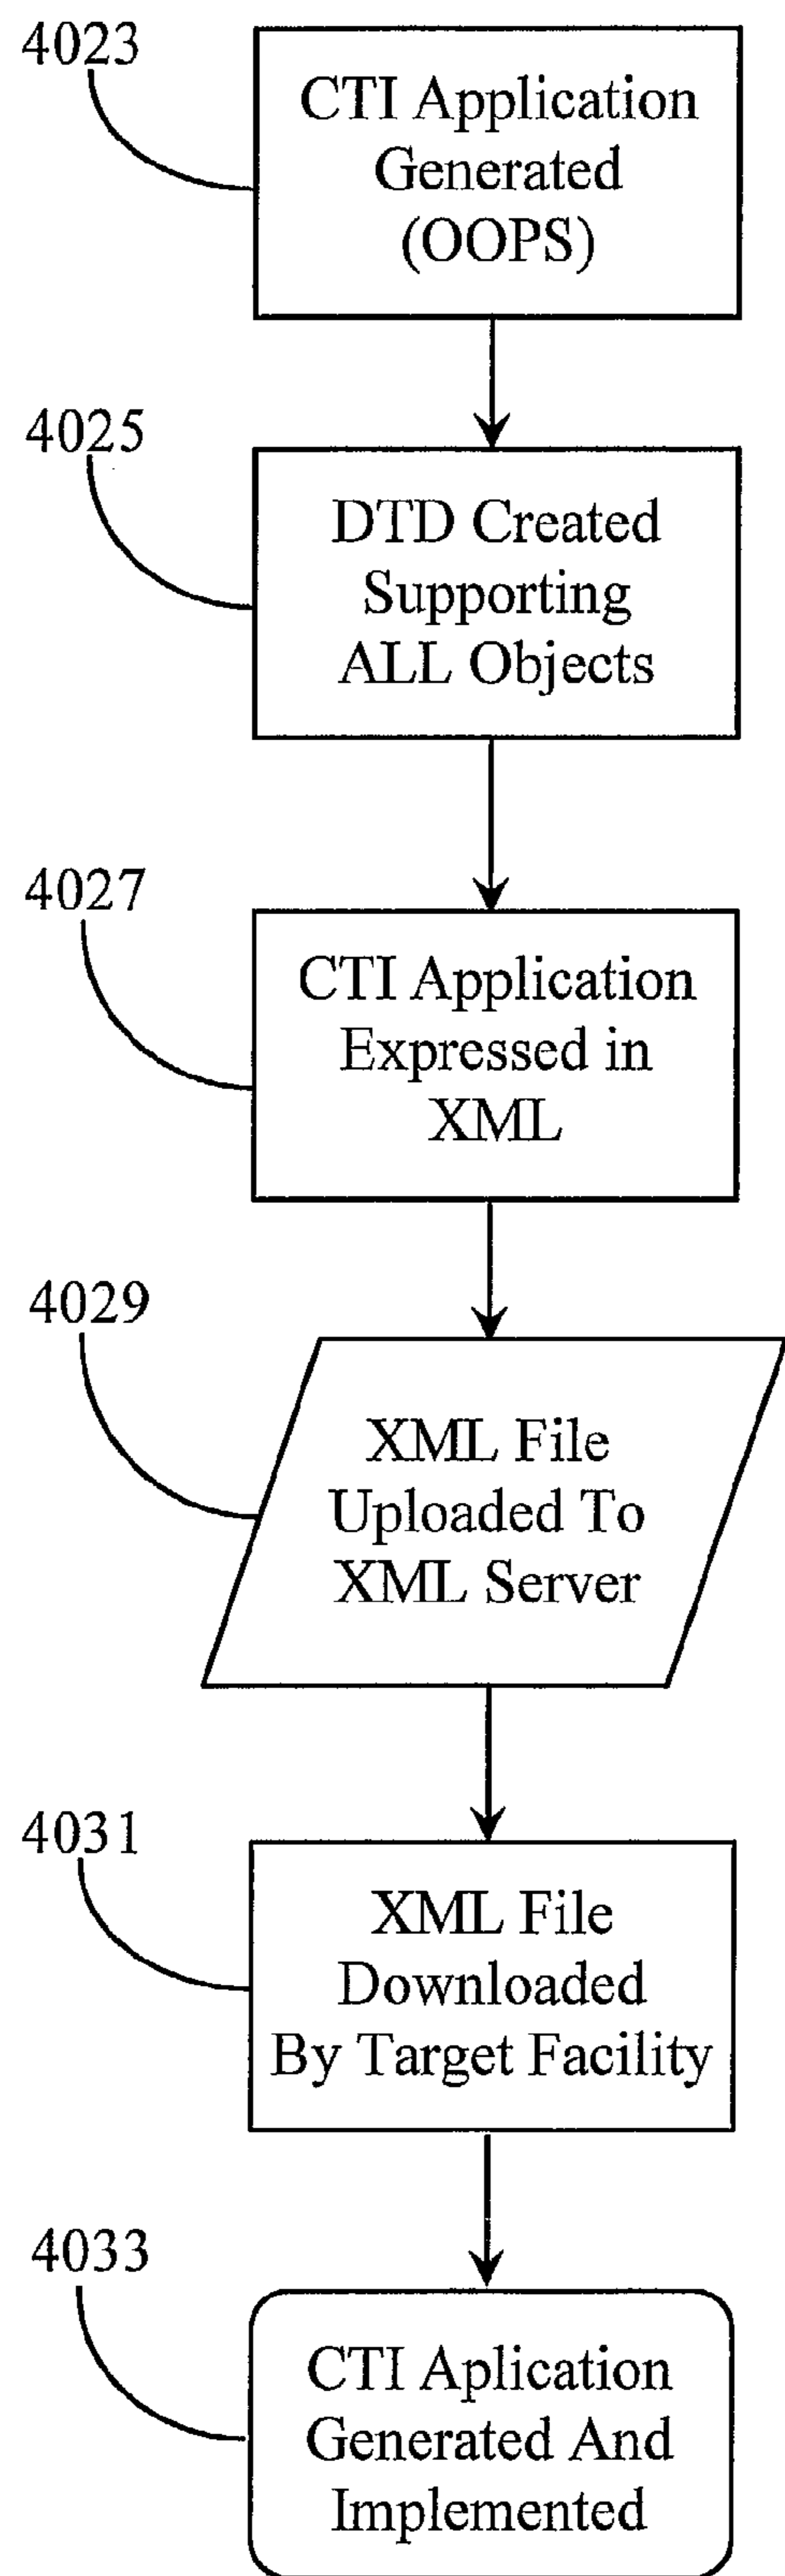 4023
CTI Application
Generated
(OOPS)
4025
DTD Created
Supporting
ALL Objects
4027
CTI Application
Expressed in
XML
4029
XML File
Uploaded To
XML Server
4031
XML File
Downloaded
By Target Facility
4033
CTI Aplication
Generated And
Implemented